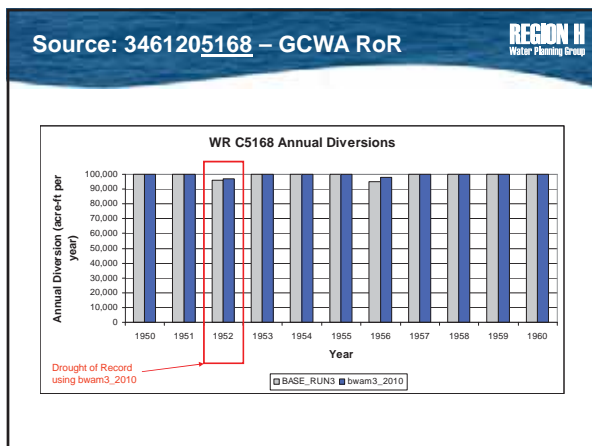 Source: 3461205168 – GCWA RoR
REGION H
Water Planning Group
WR C5168 Annual Diversions
Annual Diversion (acre-ft per
year)
100,000
90,000
80,000
70,000
60,000
50,000
40,000
30,000
20,000
10,000
0
1950 1951 1952 1953 1954 1955 1956 1957 1958 1959 1960
Year
Drought of Record
using bwam3_2010
BASE_RUN3 bwam3_2010